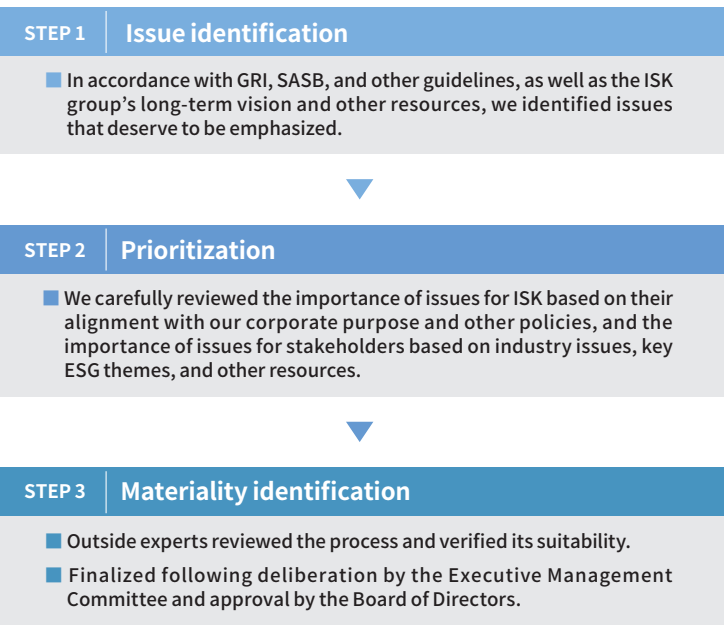 STEP 1 Issue identification
■ In accordance with GRI, SASB, and other guidelines, as well as the ISK
group's long-term vision and other resources, we identified issues
that deserve to be emphasized.
STEP 2 Prioritization
■ We carefully reviewed the importance of issues for ISK based on their
alignment with our corporate purpose and other policies, and the
importance of issues for stakeholders based on industry issues, key
ESG themes, and other resources.
STEP 3 Materiality identification
■ Outside experts reviewed the process and verified its suitability.
■ Finalized following deliberation by the Executive Management
Committee and approval by the Board of Directors.